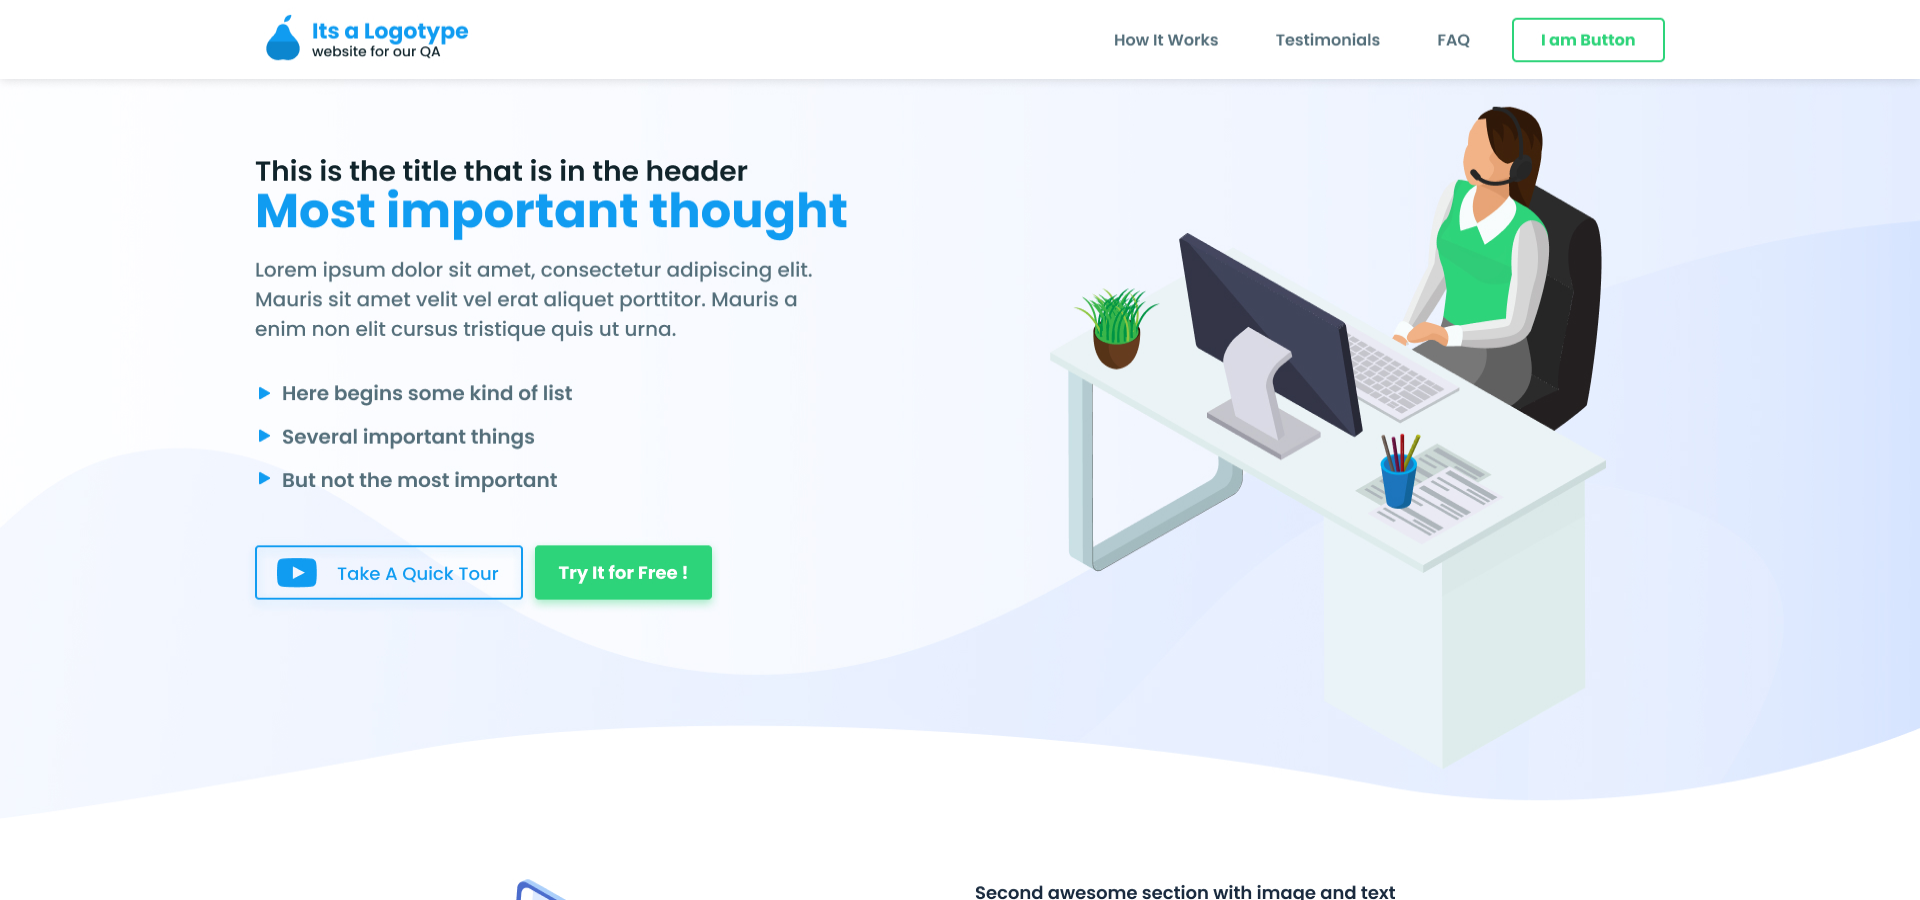 Its a Logotype
website for our QA
How It Works
Testimonials
FAQ
I am Button
This is the title that is in the header
Most important thought
Lorem ipsum dolor sit amet, consectetur adipiscing elit.
Mauris sit amet velit vel erat aliquet porttitor. Mauris a
enim non elit cursus tristique quis ut urna.
Here begins some kind of list
Several important things
But not the most important
Take A Quick Tour
Try It for Free !
Second awesome section with image and text